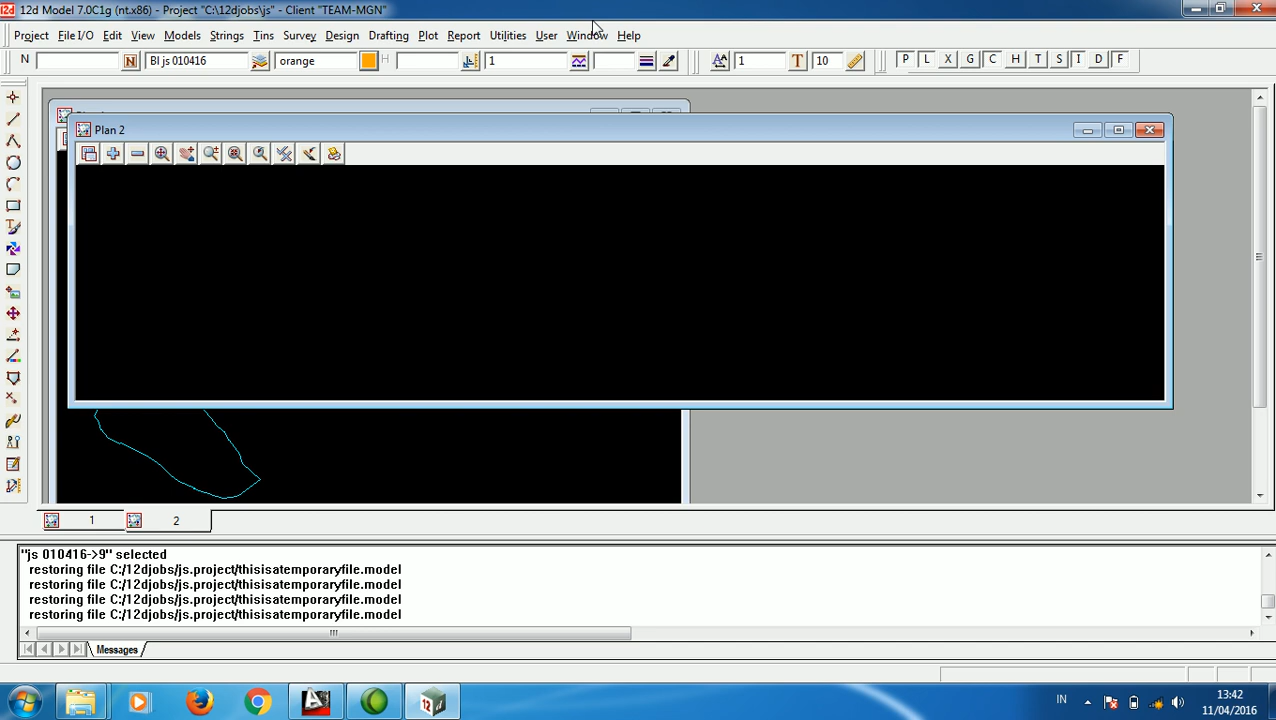 12d Model 7.0C1g (nt.x86) - Project "C:\12djobs\js" - Client "TEAM-MGN"
Project File I/O Edit View Models Strings Tins Survey Design Drafting Plot Report Utilities User Window Help
N N BI js 010416 orange H 1 1 T 10 P L X G C H T S I D F
Plan 2
1 2
"js 010416->9" selected
restoring file C:/12djobs/js.project/thisisatemporaryfile.model
restoring file C:/12djobs/js.project/thisisatemporaryfile.model
restoring file C:/12djobs/js.project/thisisatemporaryfile.model
restoring file C:/12djobs/js.project/thisisatemporaryfile.model
Messages
IN 13:42
11/04/2016